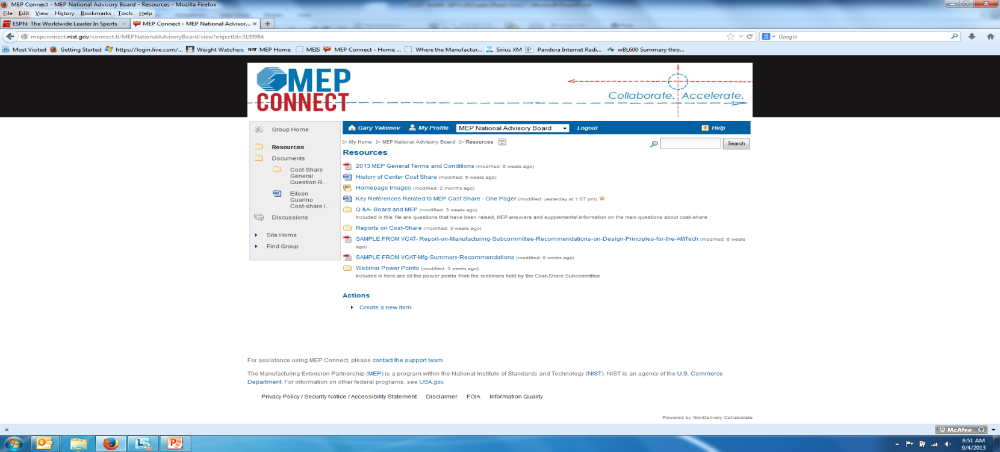 MEP Connect - MEP National Advisory Board - Resources - Mozilla Firefox
File Edit View History Bookmarks Tools Help
ESPN: The Worldwide Leader In Sports × MEP Connect - MEP National Advisor... × +
mepconnect.nist.gov/connect.ti/MEPNationalAdvisoryBoard/view?objectId=3199984
Google
Most Visited Getting Started https://login.live.com/... Weight Watchers NIST MEP Home MEIS MEP Connect - Home ... Where the Manufactur... Sirius XM Pandora Internet Radi... wBL600 Summary thro...
MEP
CONNECT
Collaborate. Accelerate.
Group Home
Resources
Documents
Cost-Share
General
Question R...
Eileen
Guarino
Cost-share i...
Discussions
Site Home
Find Group
Gary Yakimov My Profile MEP National Advisory Board Logout Help
My Home MEP National Advisory Board Resources
Search
Resources
2013 MEP General Terms and Conditions (modified: 6 weeks ago)
History of Center Cost Share (modified: 6 weeks ago)
Homepage Images (modified: 2 months ago)
Key References Related to MEP Cost Share - One Pager (modified: yesterday at 1:07 pm)
Q &A- Board and MEP (modified: 3 weeks ago)
Included in this file are questions that have been raised, MEP answers and supplemental information on the main questions about cost-share
Reports on Cost-Share (modified: 3 weeks ago)
SAMPLE FROM VCAT- Report-on-Manufacturing-Subcommittee-Recommendations-on-Design-Principles-for-the-AMTech (modified: 6 weeks
ago)
SAMPLE FROM VCAT-Mfg-Summary-Recommendations (modified: 6 weeks ago)
Webinar Power Points (modified: 3 weeks ago)
Included in here are all the power points from the webinars held by the Cost-Share Subcommittee
Actions
Create a new item
For assistance using MEP Connect, please contact the support team.
The Manufacturing Extension Partnership (MEP) is a program within the National Institute of Standards and Technology (NIST). NIST is an agency of the U.S. Commerce
Department. For information on other federal programs, see USA.gov.
Privacy Policy / Security Notice / Accessibility Statement Disclaimer FOIA Information Quality
Powered by GovDelivery Collaborate
McAfee
8:51 AM
9/4/2013